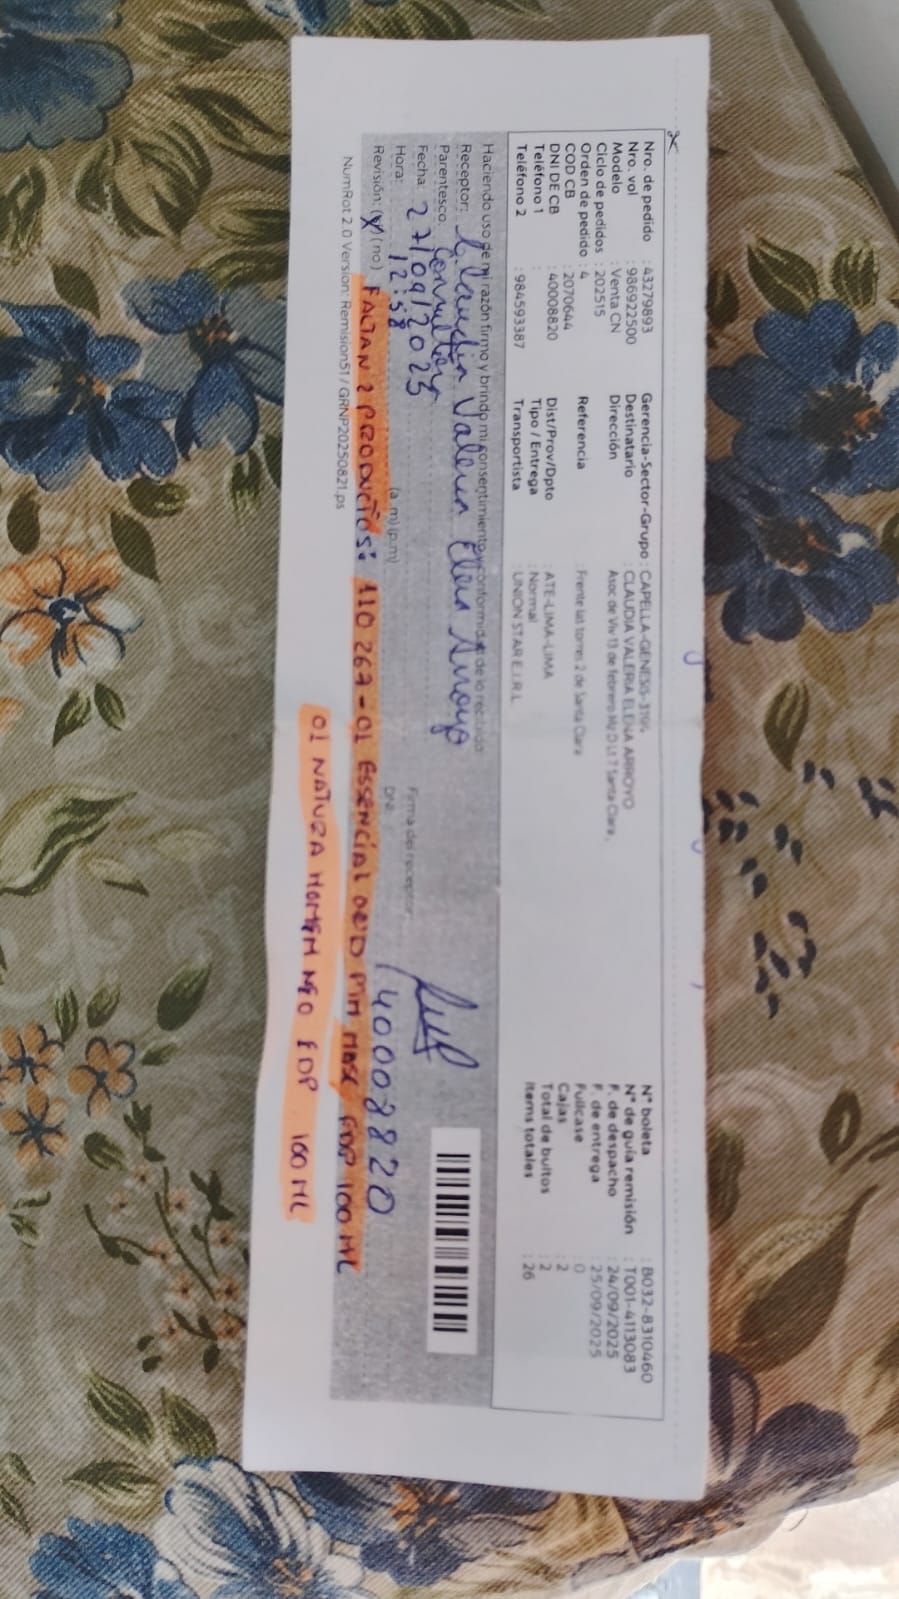 Nro. de pedido : 43279893 Gerencia-Sector-Grupo : CAPELLA-GENESIS- N° boleta : B032-8310460
Nro. vol : 986922500 Destinatario : CLAUDIA VALERIA ELENA ARROYO N° de guía remisión : T001-4113083
Modelo : Venta CN Dirección : Asoc de Viv 13 de febrero Mz D Lt 7 Santa Clara, F. de despacho : 24/09/2025
Ciclo de pedidos : 202515 F. de entrega : 25/09/2025
Orden de pedido : 4 Referencia : Frente las torres 2 de Santa Clara Fullcase : 0
COD CB : 2070644 Cajas : 2
DNI DE CB : 40008820 Dist/Prov/Dpto : ATE-LIMA-LIMA Total de bultos : 2
Teléfono 1 : Tipo / Entrega : Normal Items totales : 26
Teléfono 2 : 984593387 Transportista : UNION STAR E.I.R.L
Haciendo uso de mi razón firmo y brindo mi consentimiento y conformidad de lo recibido:
Receptor: Claudia Valeria Elena Arroyo
Parentesco: Consultora
Fecha: 27/09/2025 Firma del receptor:
Hora: 12:58 (a.m) (p.m) DNI: 40008820
Revisión: (x) (no) FALTAN 2 PRODUCTOS: 110 267 - 01 ESSENCIAL OUD PIM MASC EDP 100 ML
01 NATURA HOMEM NEO EDP 100 ML
NumRot 2.0 Version: Remision51 / GRNP20250821.ps